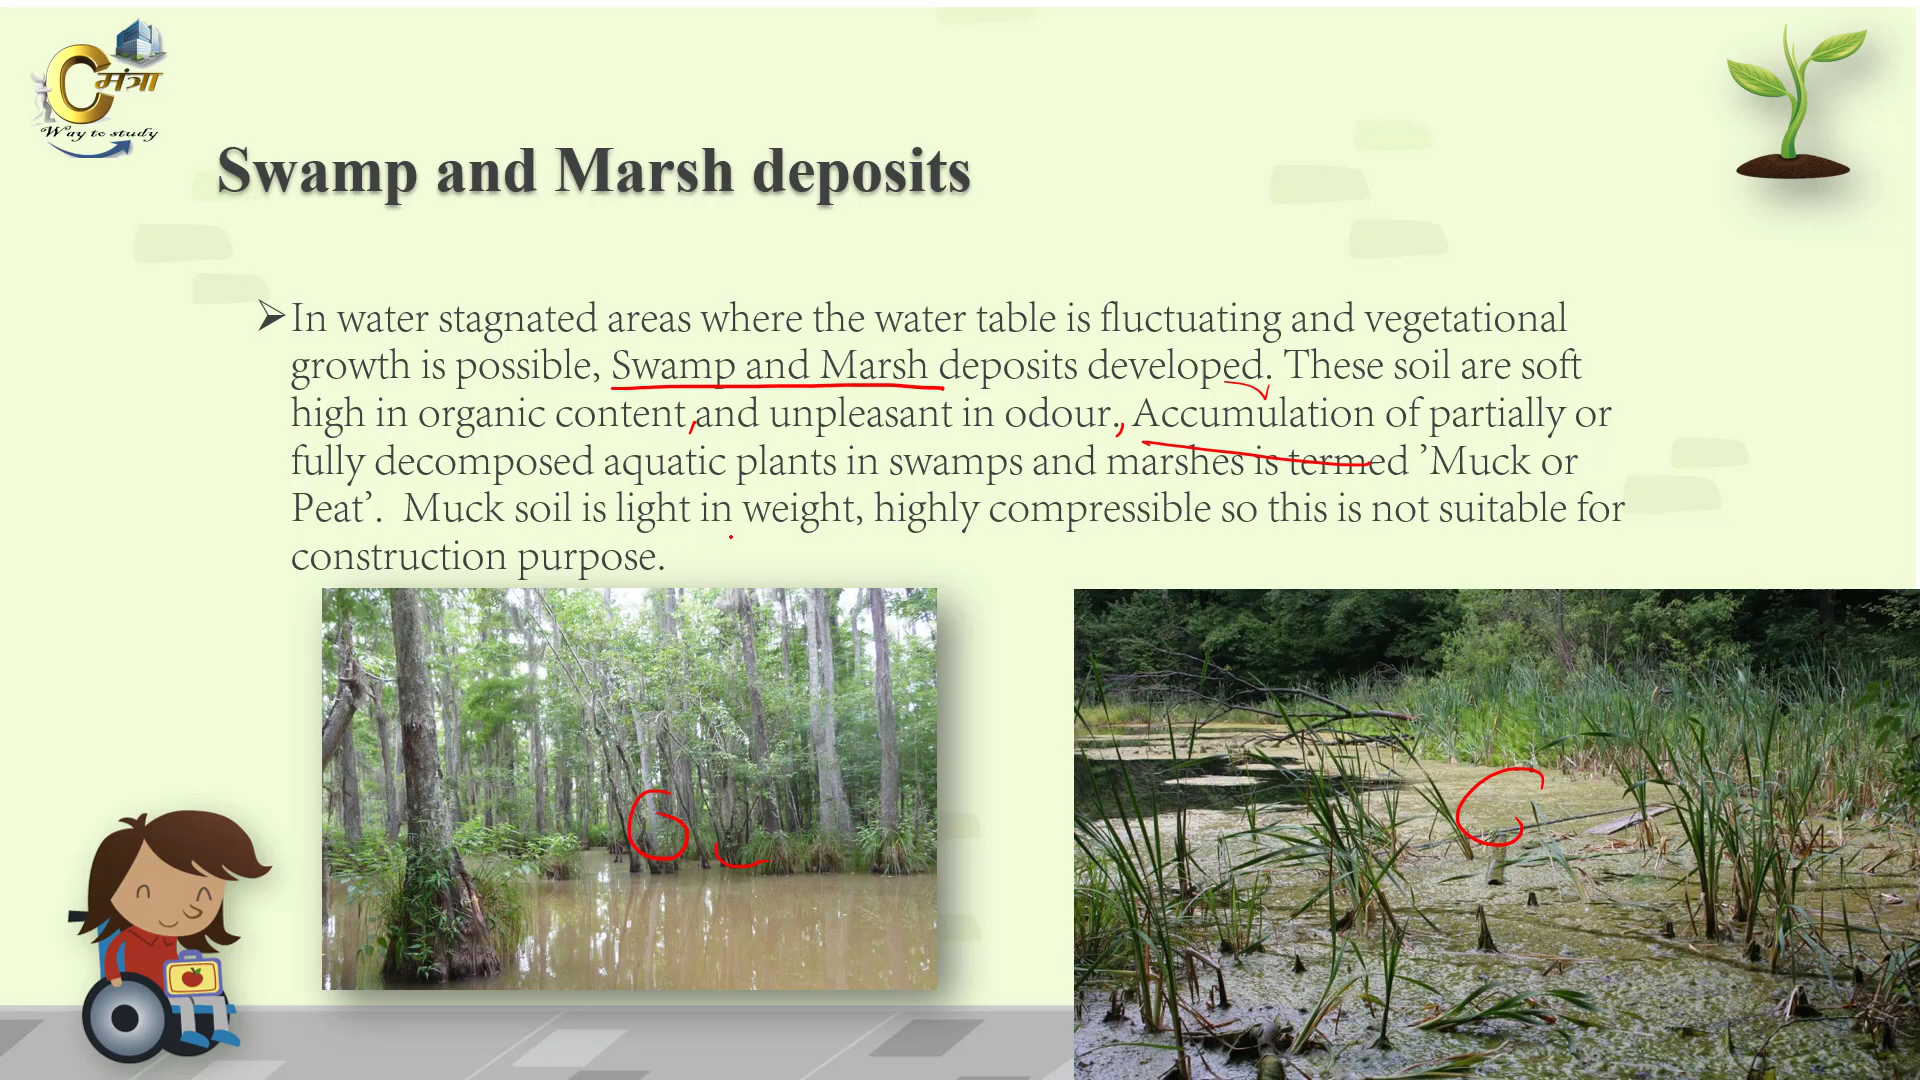 C मंत्रा
Way to study
Swamp and Marsh deposits
➢In water stagnated areas where the water table is fluctuating and vegetational
growth is possible, Swamp and Marsh deposits developed. These soil are soft
high in organic content and unpleasant in odour. Accumulation of partially or
fully decomposed aquatic plants in swamps and marshes is termed ’Muck or
Peat’. Muck soil is light in weight, highly compressible so this is not suitable for
construction purpose.